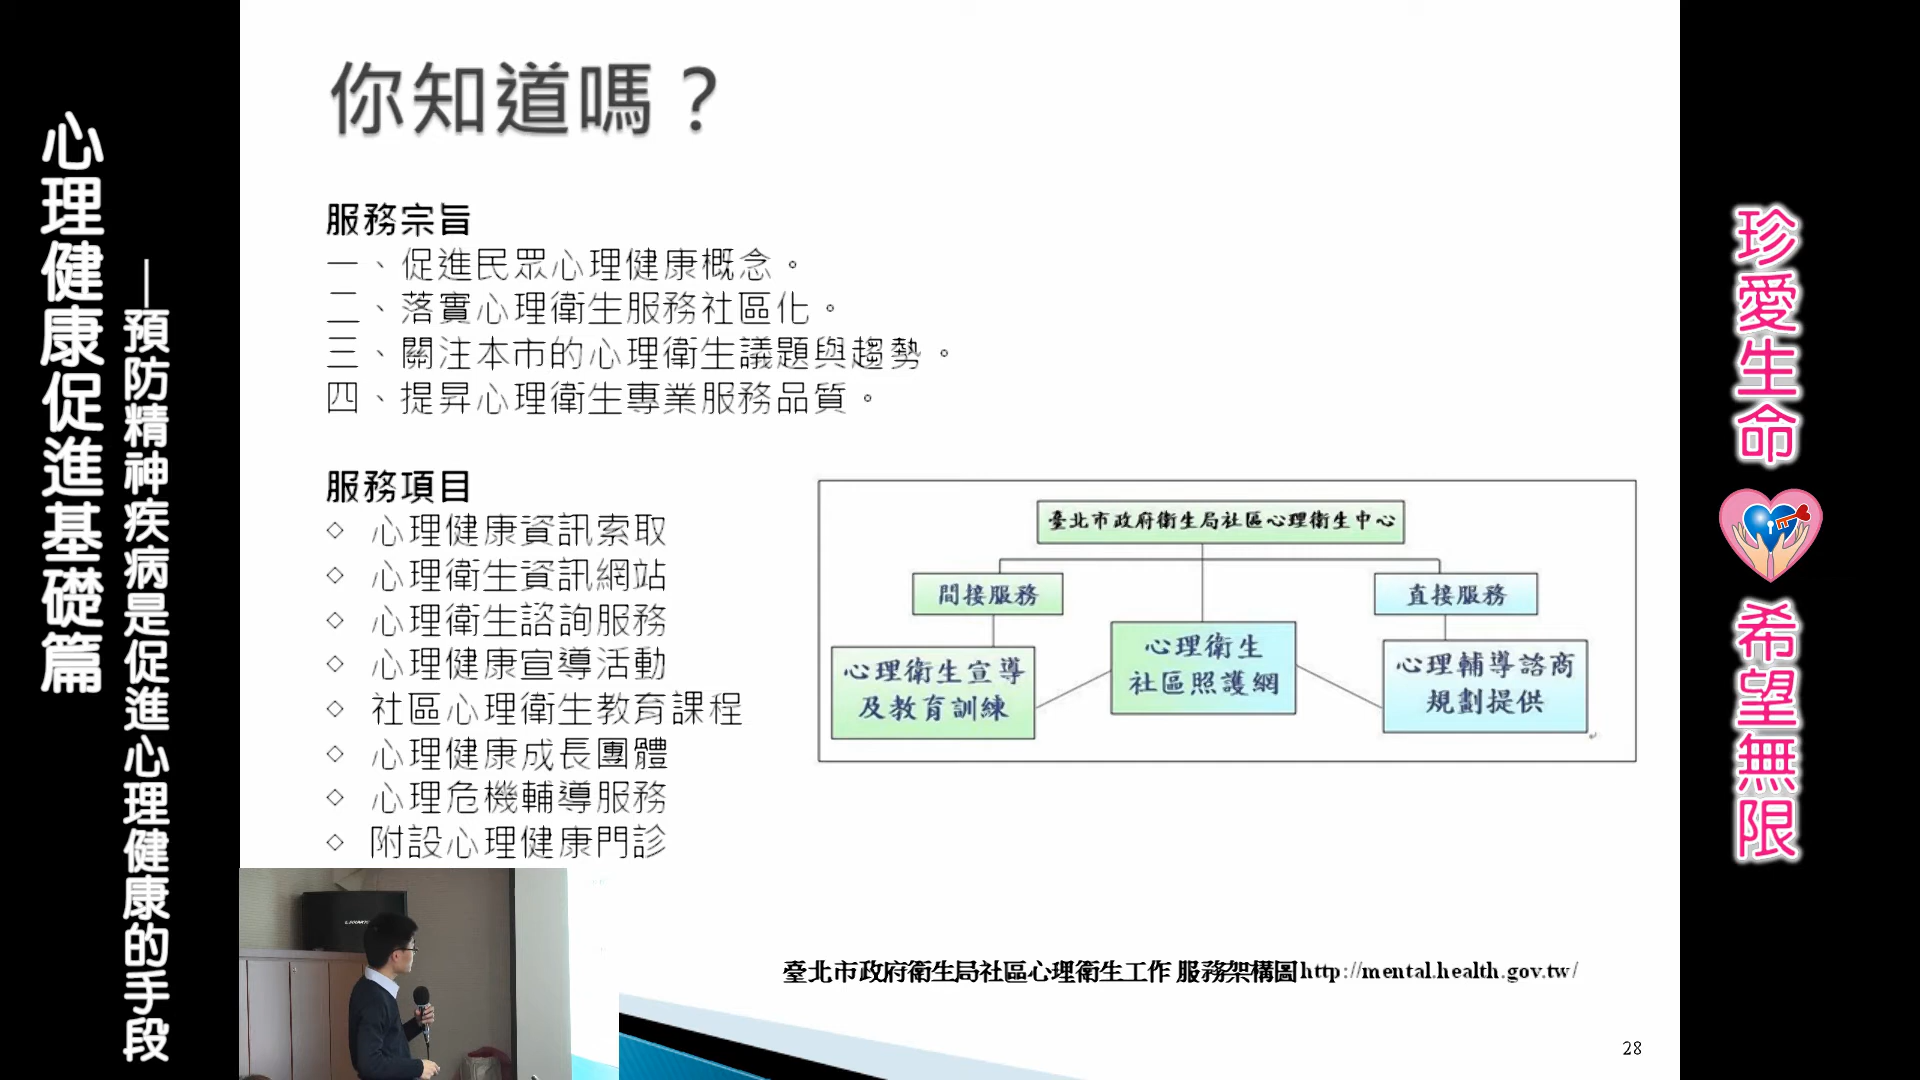 心理健康促進基礎篇
—預防精神疾病是促進心理健康的手段
你知道嗎？
服務宗旨
一、促進民眾心理健康概念。
二、落實心理衛生服務社區化。
三、關注本市的心理衛生議題與趨勢。
四、提昇心理衛生專業服務品質。
服務項目
◇ 心理健康資訊索取
◇ 心理衛生資訊網站
◇ 心理衛生諮詢服務
◇ 心理健康宣導活動
◇ 社區心理衛生教育課程
◇ 心理健康成長團體
◇ 心理危機輔導服務
◇ 附設心理健康門診
臺北市政府衛生局社區心理衛生中心
間接服務
直接服務
心理衛生宣導
及教育訓練
心理衛生
社區照護網
心理輔導諮商
規劃提供
臺北市政府衛生局社區心理衛生工作 服務架構圖http://mental.health.gov.tw/
28
珍愛生命
希望無限